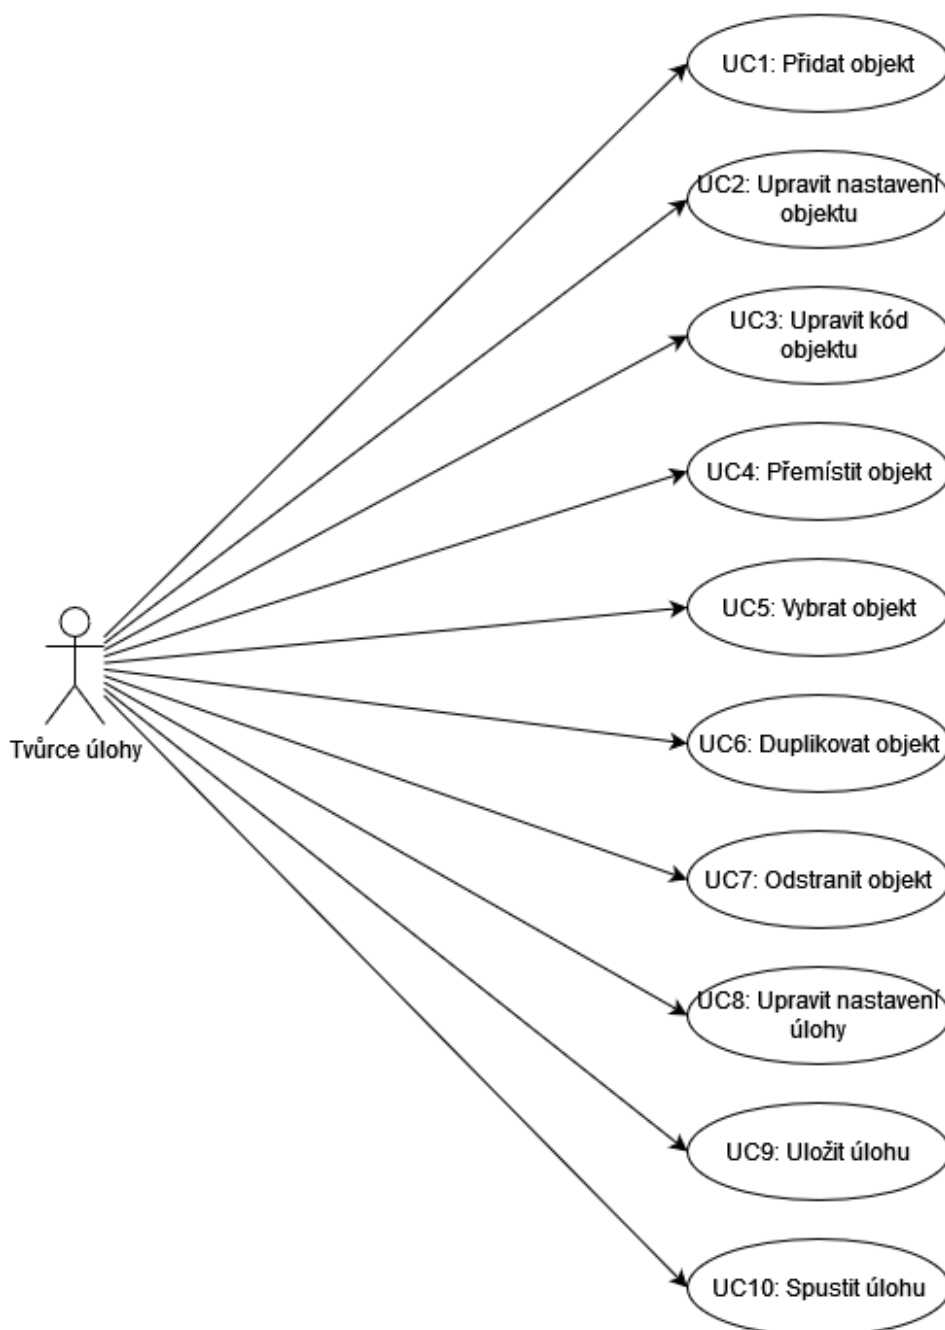 UC1: Přidat objekt
UC2: Upravit nastavení
objektu
UC3: Upravit kód
objektu
UC4: Přemístit objekt
UC5: Vybrat objekt
Tvůrce úlohy
UC6: Duplikovat objekt
UC7: Odstranit objekt
UC8: Upravit nastavení
úlohy
UC9: Uložit úlohu
UC10: Spustit úlohu